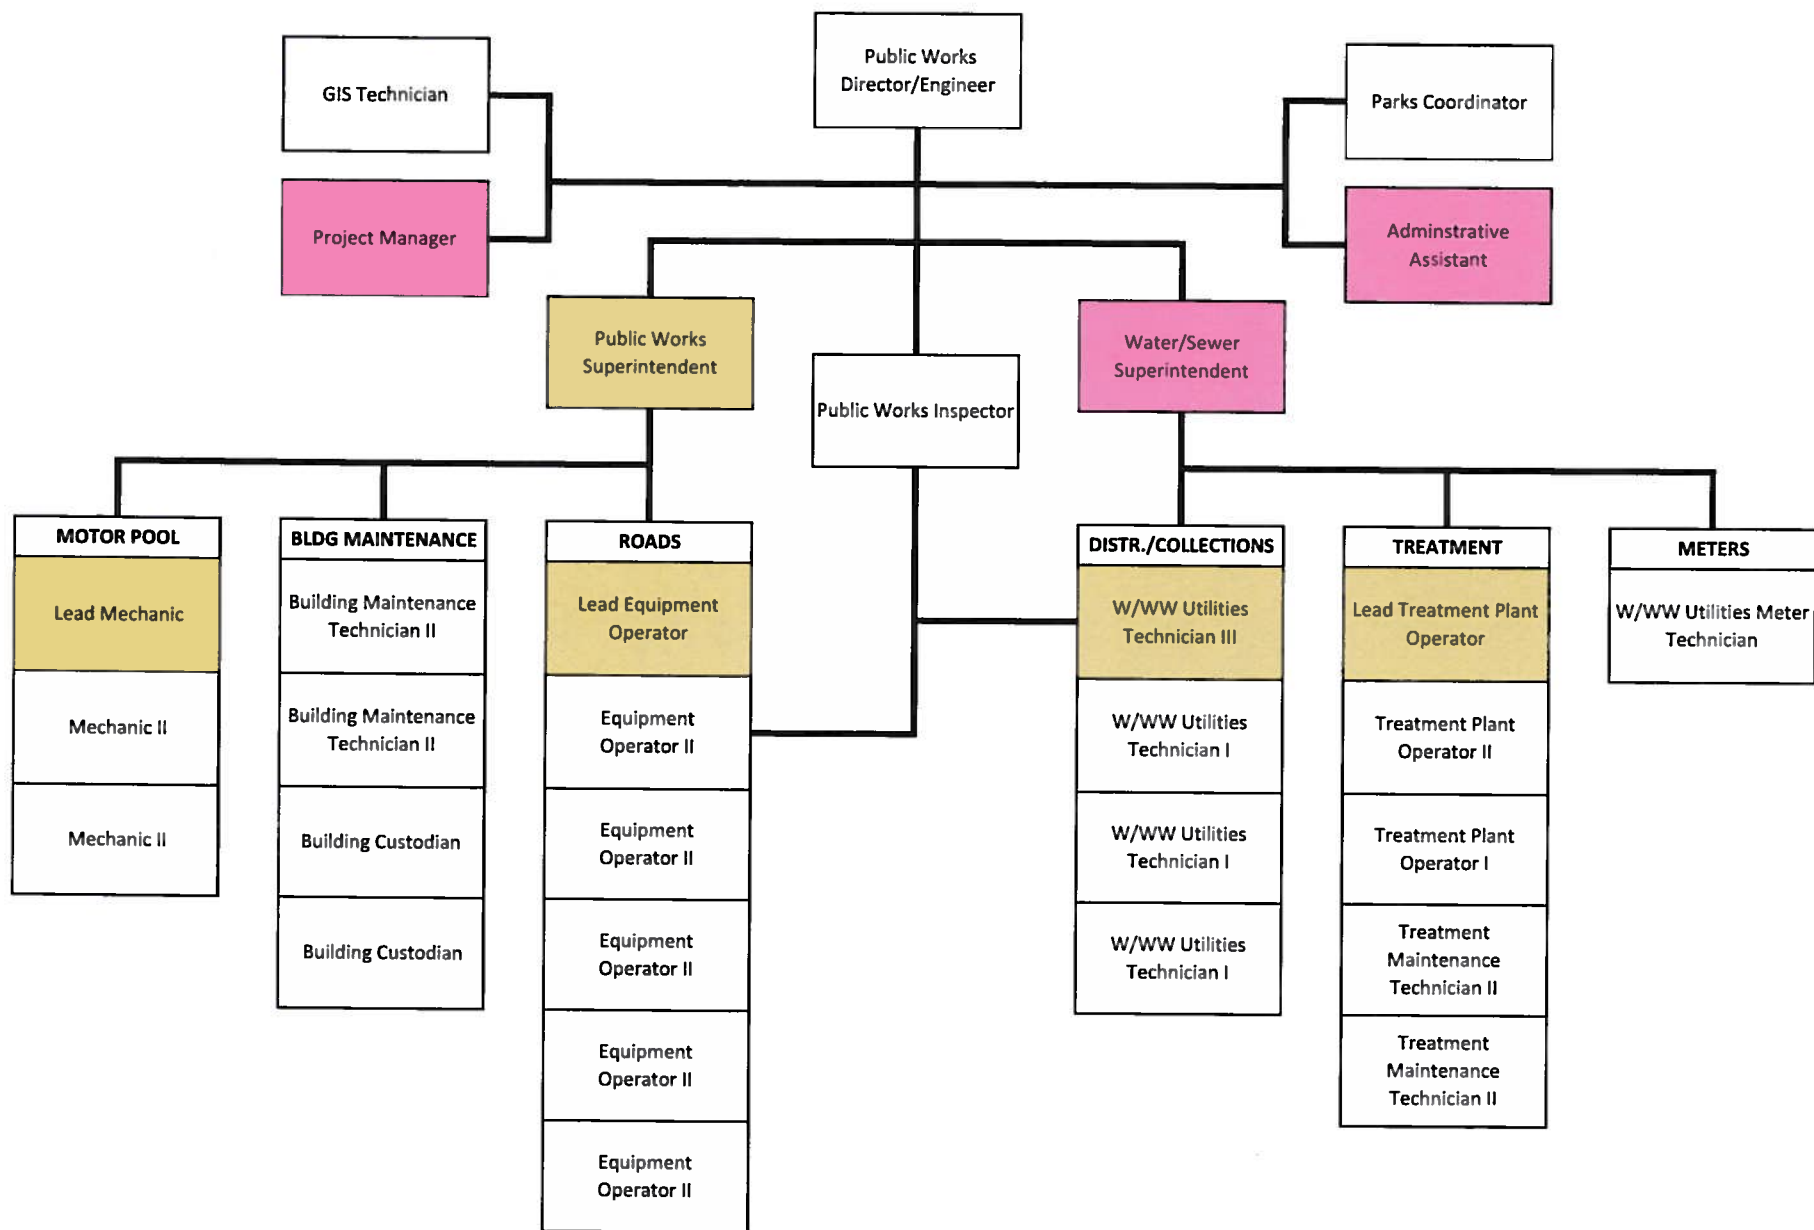 Public Works
Director/Engineer
GIS Technician
Parks Coordinator
Project Manager
Adminstrative
Assistant
Public Works
Superintendent
Water/Sewer
Superintendent
Public Works Inspector
MOTOR POOL
Lead Mechanic
Mechanic II
Mechanic II
BLDG MAINTENANCE
Building Maintenance
Technician II
Building Maintenance
Technician II
Building Custodian
Building Custodian
ROADS
Lead Equipment
Operator
Equipment
Operator II
Equipment
Operator II
Equipment
Operator II
Equipment
Operator II
Equipment
Operator II
DISTR./COLLECTIONS
W/WW Utilities
Technician III
W/WW Utilities
Technician I
W/WW Utilities
Technician I
W/WW Utilities
Technician I
TREATMENT
Lead Treatment Plant
Operator
Treatment Plant
Operator II
Treatment Plant
Operator I
Treatment
Maintenance
Technician II
Treatment
Maintenance
Technician II
METERS
W/WW Utilities Meter
Technician